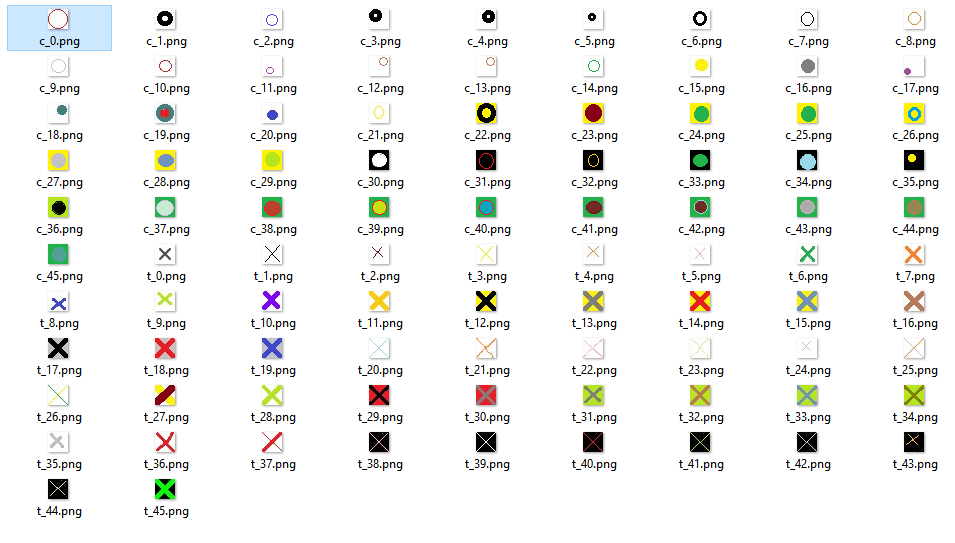 c_0.png c_1.png c_2.png c_3.png c_4.png c_5.png c_6.png c_7.png c_8.png
c_9.png c_10.png c_11.png c_12.png c_13.png c_14.png c_15.png c_16.png c_17.png
c_18.png c_19.png c_20.png c_21.png c_22.png c_23.png c_24.png c_25.png c_26.png
c_27.png c_28.png c_29.png c_30.png c_31.png c_32.png c_33.png c_34.png c_35.png
c_36.png c_37.png c_38.png c_39.png c_40.png c_41.png c_42.png c_43.png c_44.png
c_45.png t_0.png t_1.png t_2.png t_3.png t_4.png t_5.png t_6.png t_7.png
t_8.png t_9.png t_10.png t_11.png t_12.png t_13.png t_14.png t_15.png t_16.png
t_17.png t_18.png t_19.png t_20.png t_21.png t_22.png t_23.png t_24.png t_25.png
t_26.png t_27.png t_28.png t_29.png t_30.png t_31.png t_32.png t_33.png t_34.png
t_35.png t_36.png t_37.png t_38.png t_39.png t_40.png t_41.png t_42.png t_43.png
t_44.png t_45.png